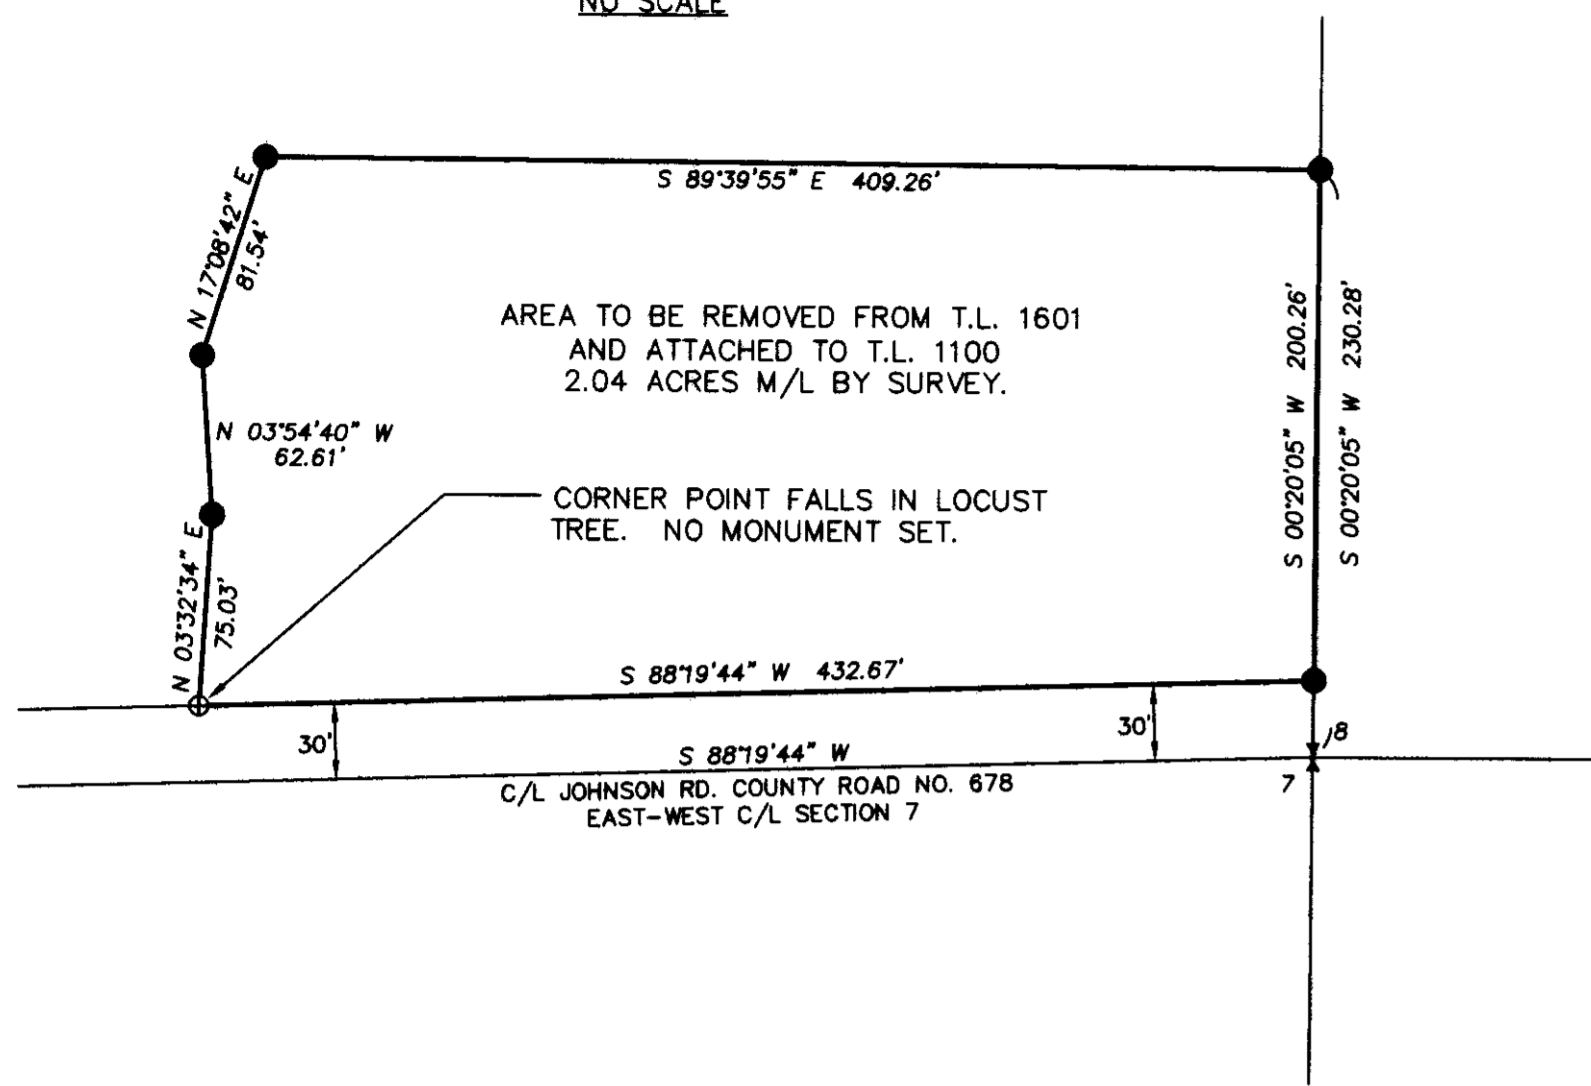 NO SCALE
S 89°39'55" E 409.26'
N 17°08'42" E
81.54'
AREA TO BE REMOVED FROM T.L. 1601
AND ATTACHED TO T.L. 1100
2.04 ACRES M/L BY SURVEY.
S 00°20'05" W 200.26'
S 00°20'05" W 230.28'
N 03°54'40" W
62.61'
CORNER POINT FALLS IN LOCUST
TREE. NO MONUMENT SET.
N 03°32'34" E
75.03'
S 88°19'44" W 432.67'
30'
30'
S 88°19'44" W
8
7
C/L JOHNSON RD. COUNTY ROAD NO. 678
EAST-WEST C/L SECTION 7